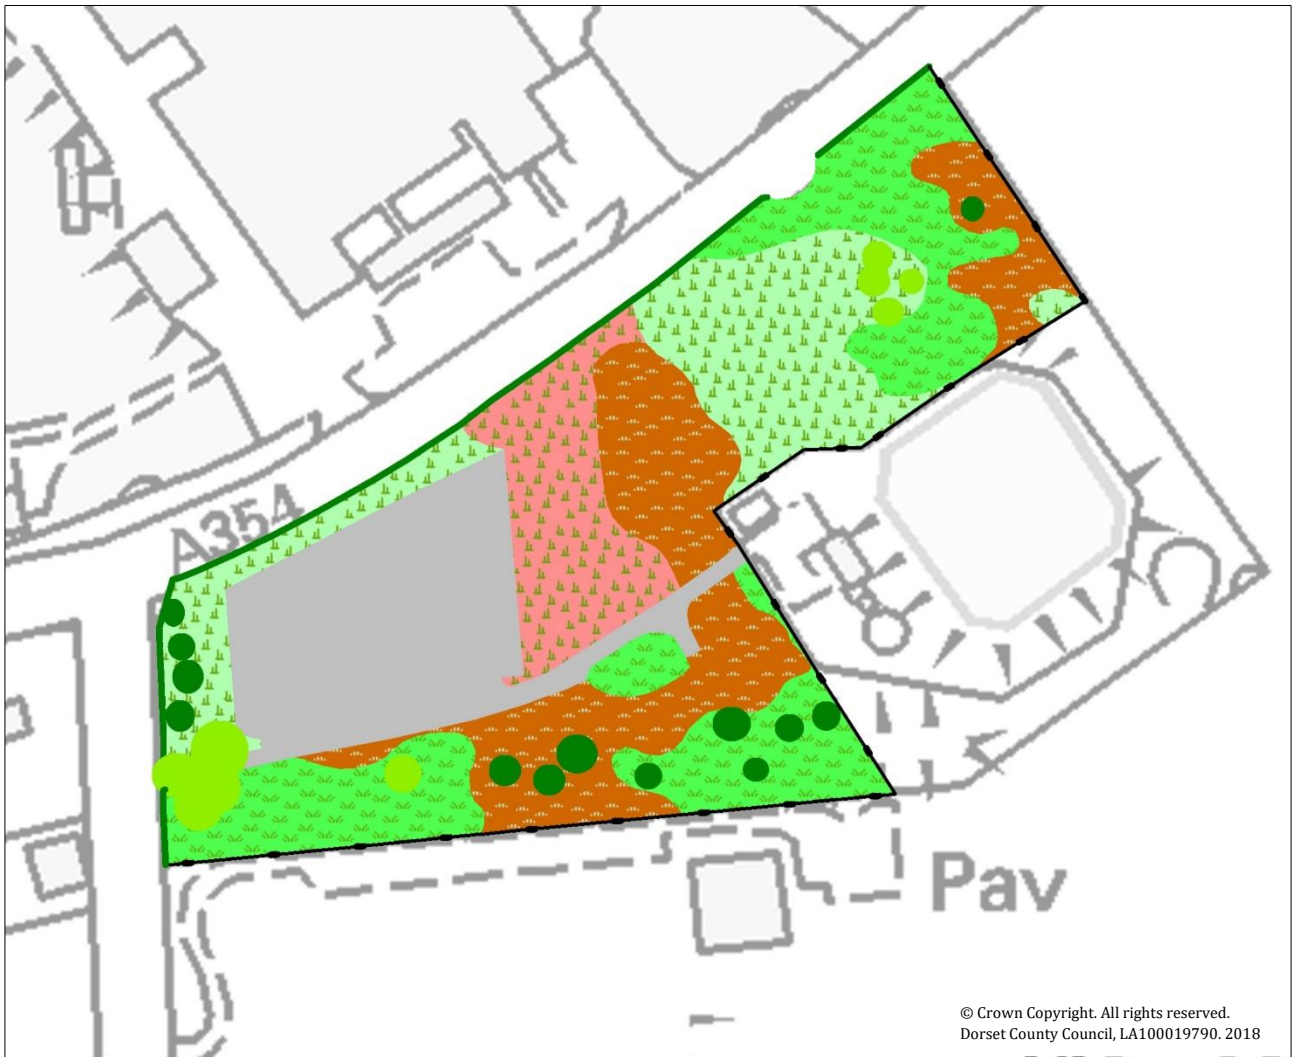 A354
Pav
© Crown Copyright. All rights reserved.
Dorset County Council, LA100019790. 2018